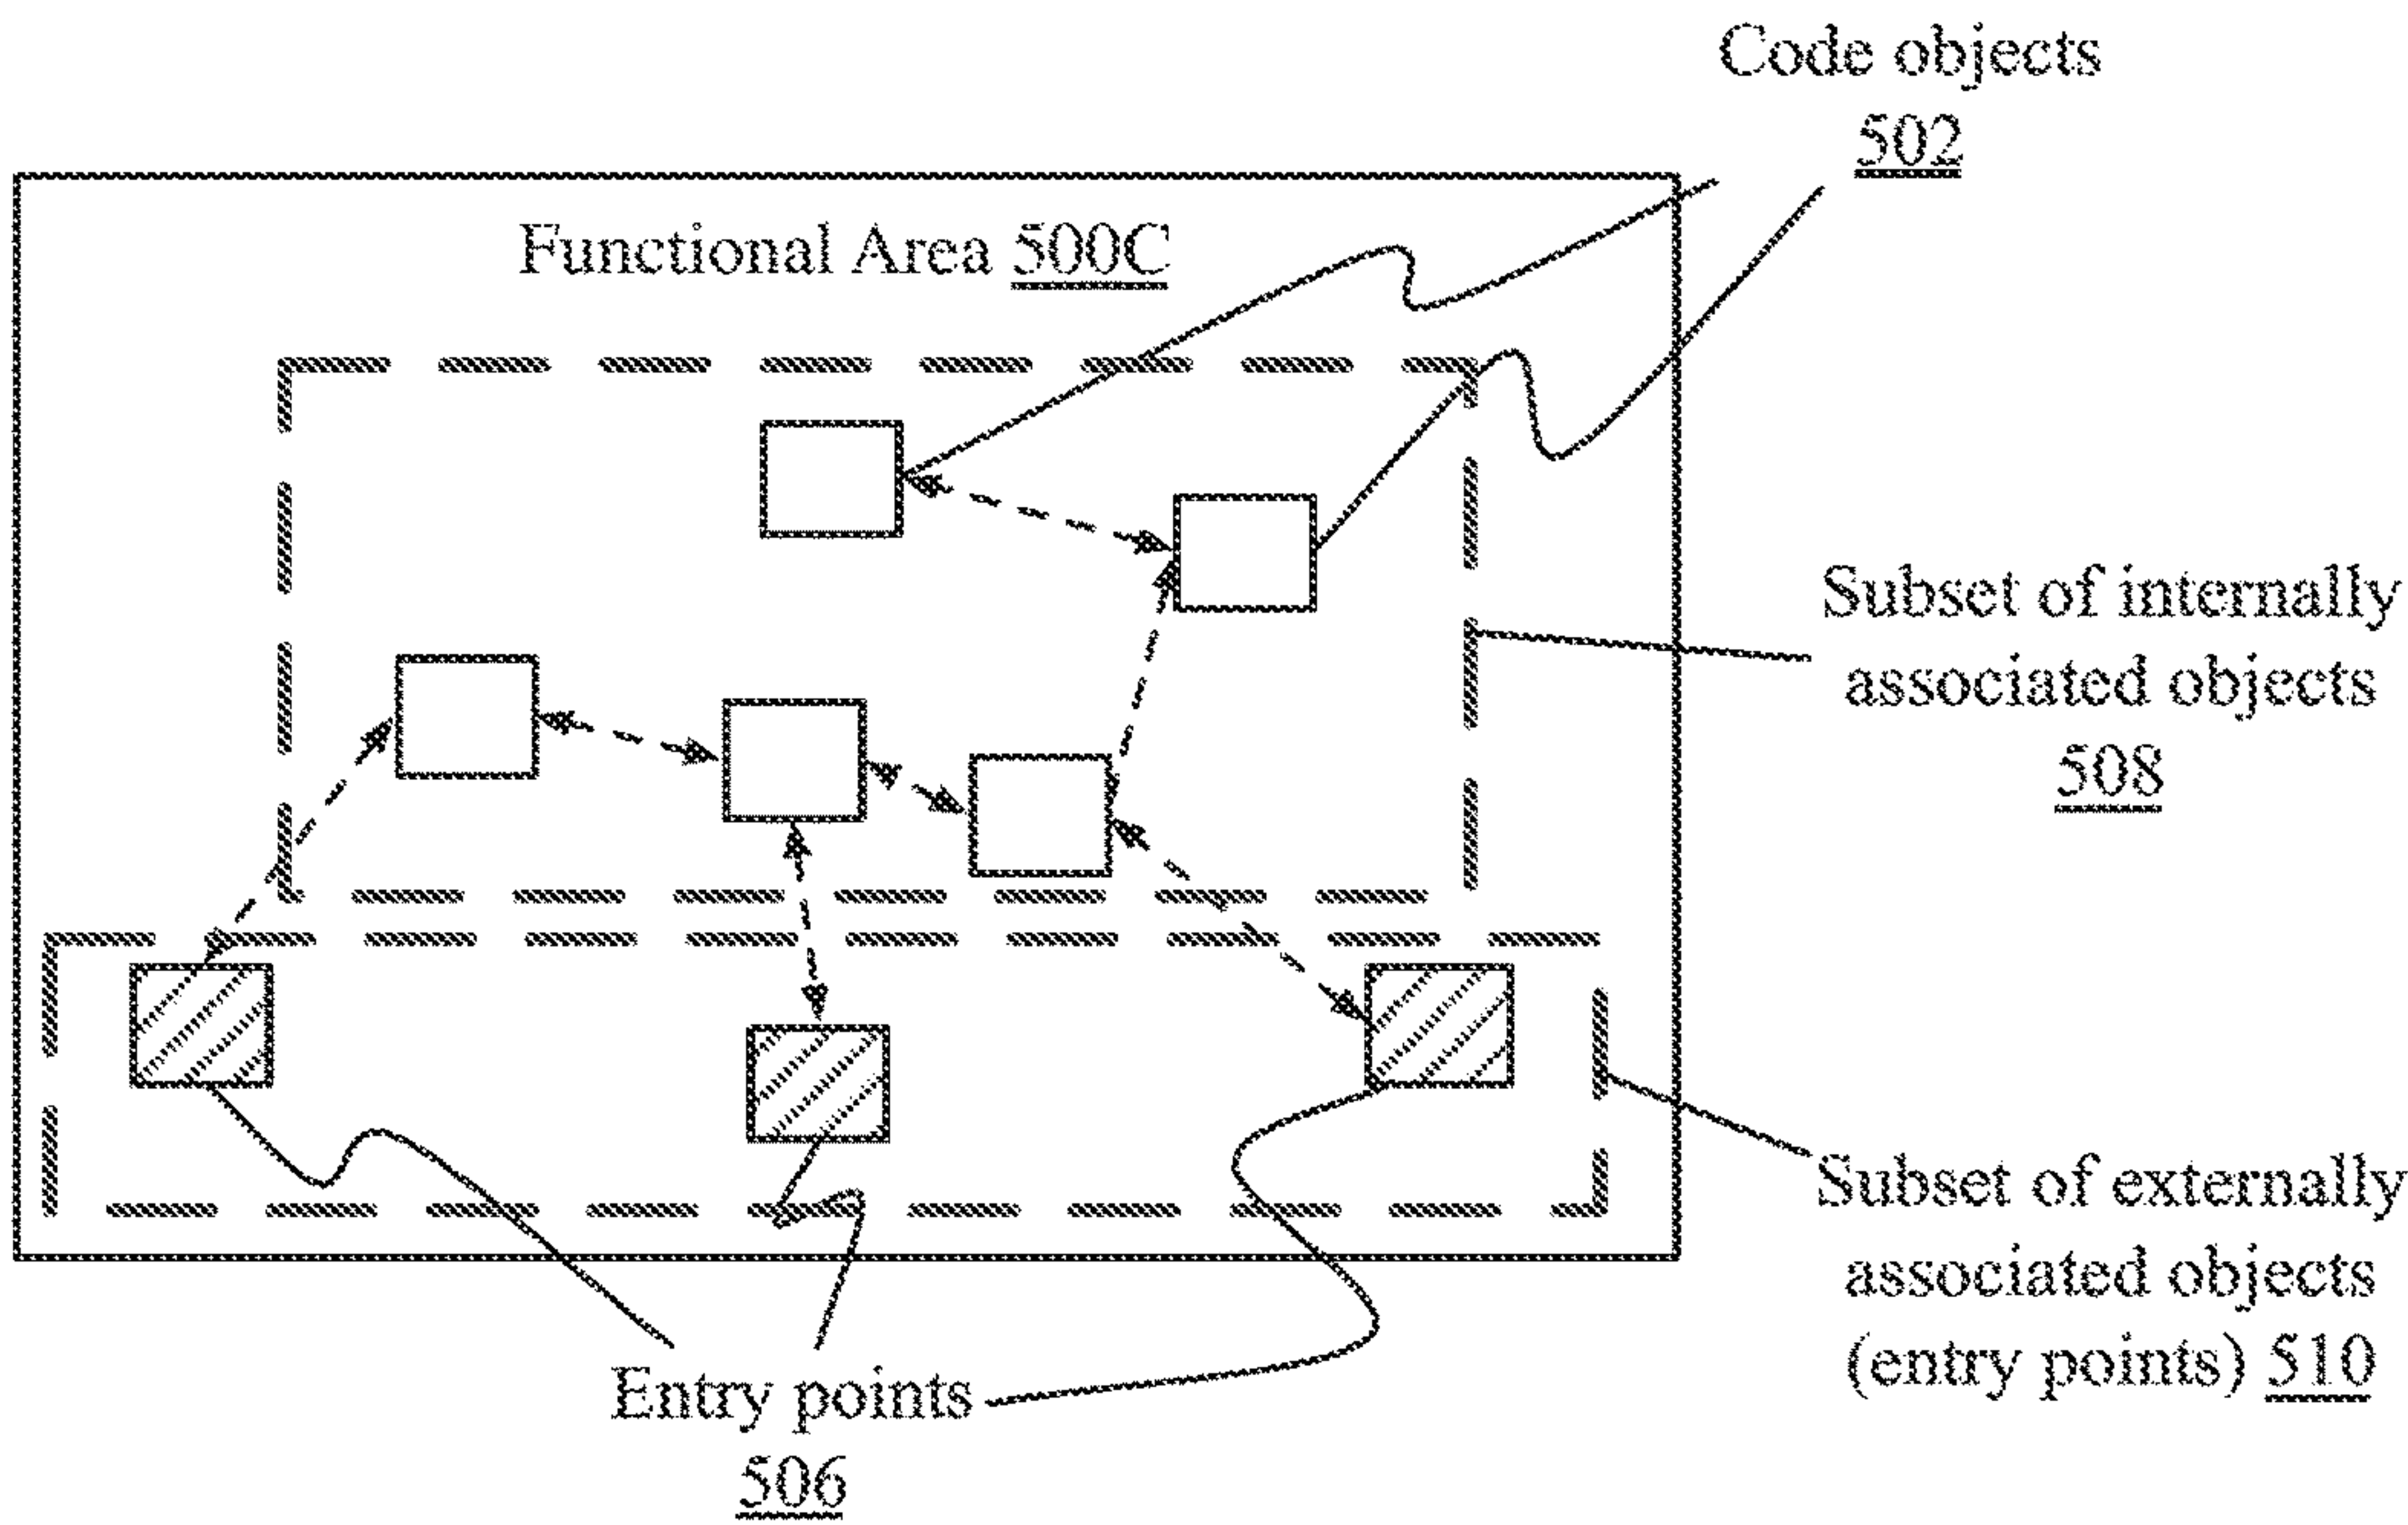 Code objects
502
Functional Area 500C
Subset of internally
associated objects
508
Subset of externally
associated objects
(entry points) 510
Entry points
506